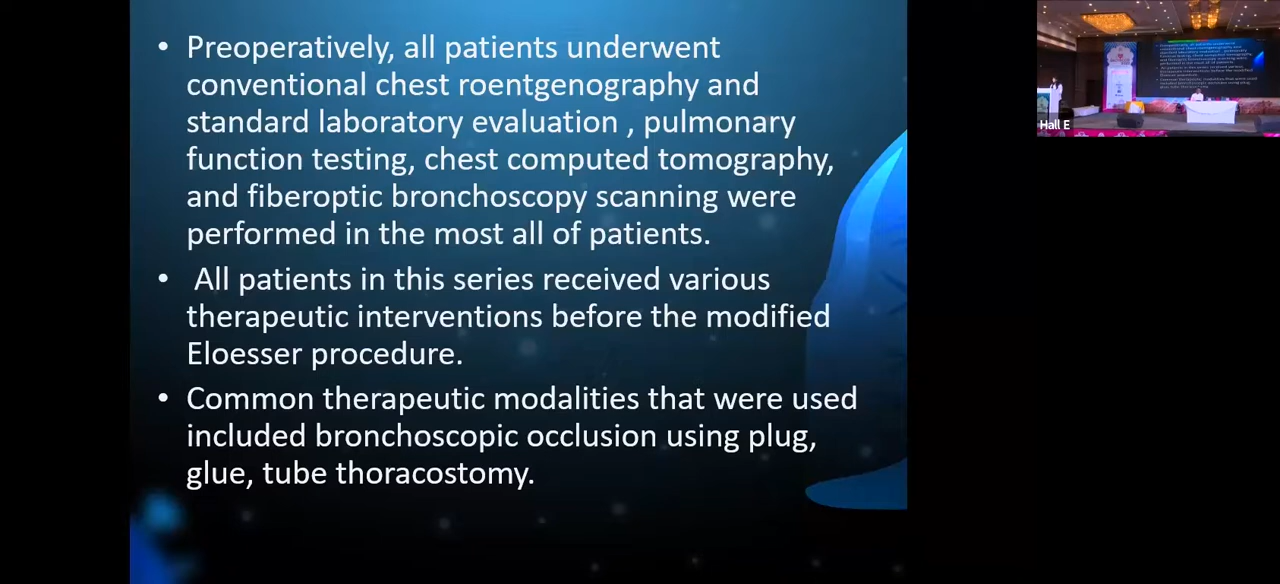 • Preoperatively, all patients underwent
conventional chest roentgenography and
standard laboratory evaluation , pulmonary
function testing, chest computed tomography,
and fiberoptic bronchoscopy scanning were
performed in the most all of patients.
• All patients in this series received various
therapeutic interventions before the modified
Eloesser procedure.
• Common therapeutic modalities that were used
included bronchoscopic occlusion using plug,
glue, tube thoracostomy.
Hall E